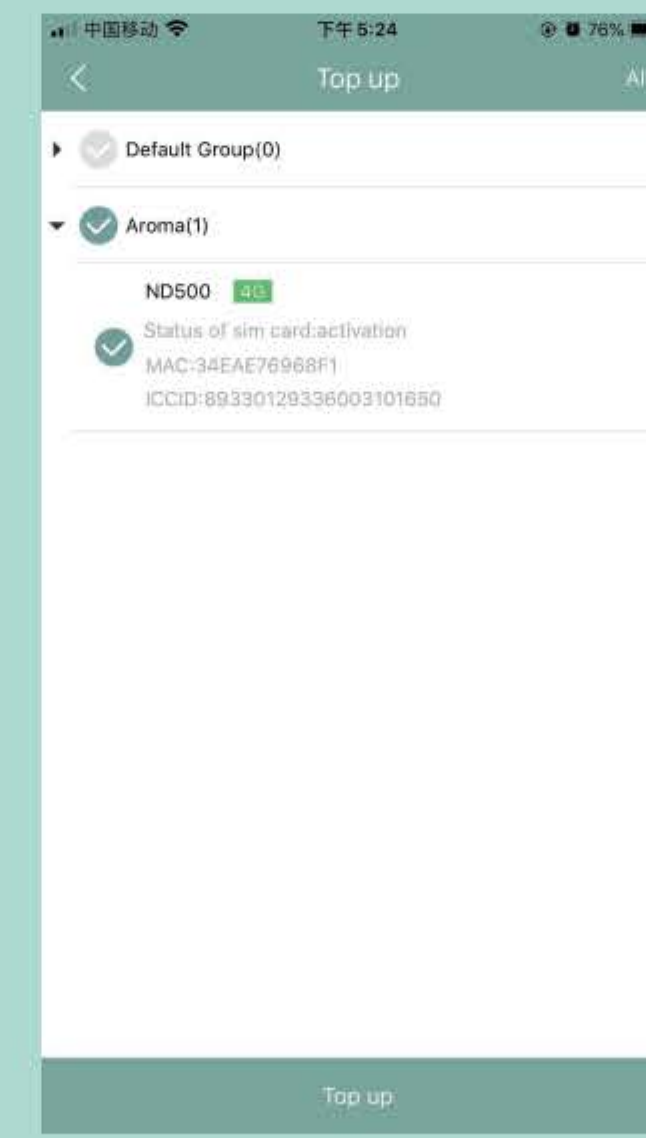 中国移动 下午 5:24 76%
Top up Al
Default Group(0)
Aroma(1)
ND500 4G
Status of sim card:activation
MAC:34EAE76968F1
ICCID:89330129336003101650
Top up